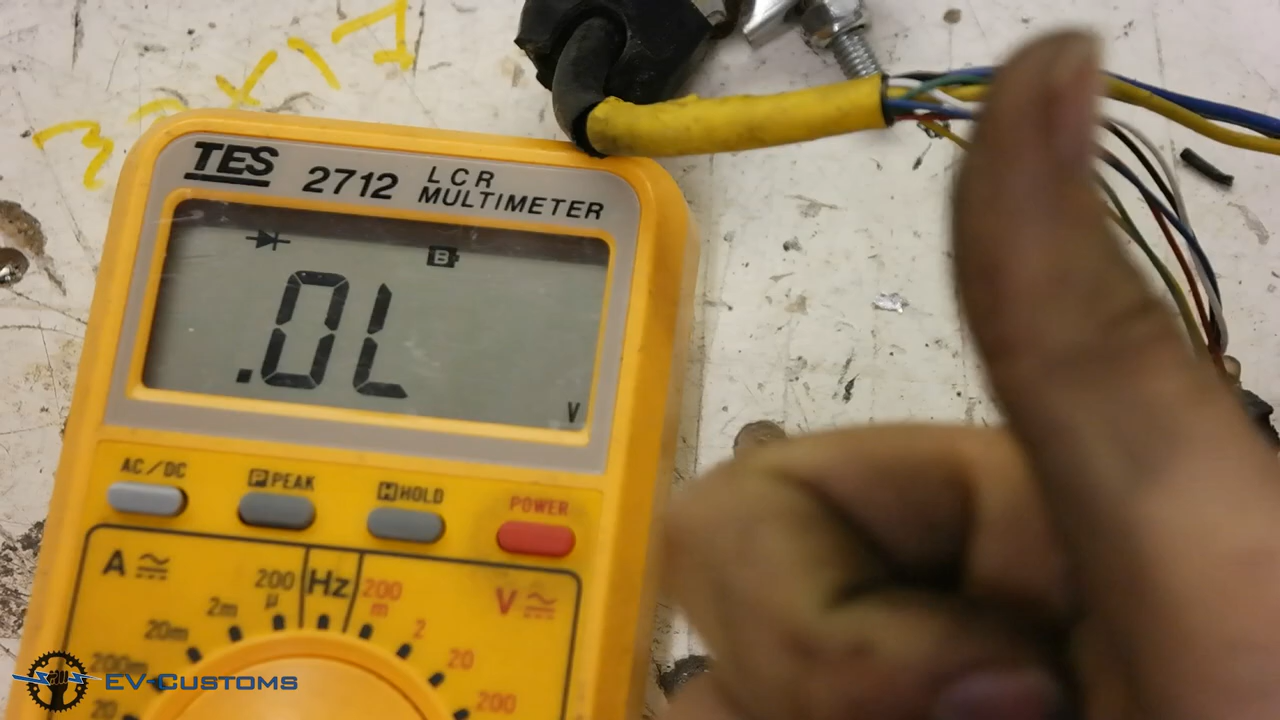 TES 2712 LCR
MULTIMETER
B
.0L
V
AC/DC
P PEAK
H HOLD
POWER
A
200
μ
Hz
200
m
V
2m
2
20m
20
200m
200
20
EV-CUSTOMS